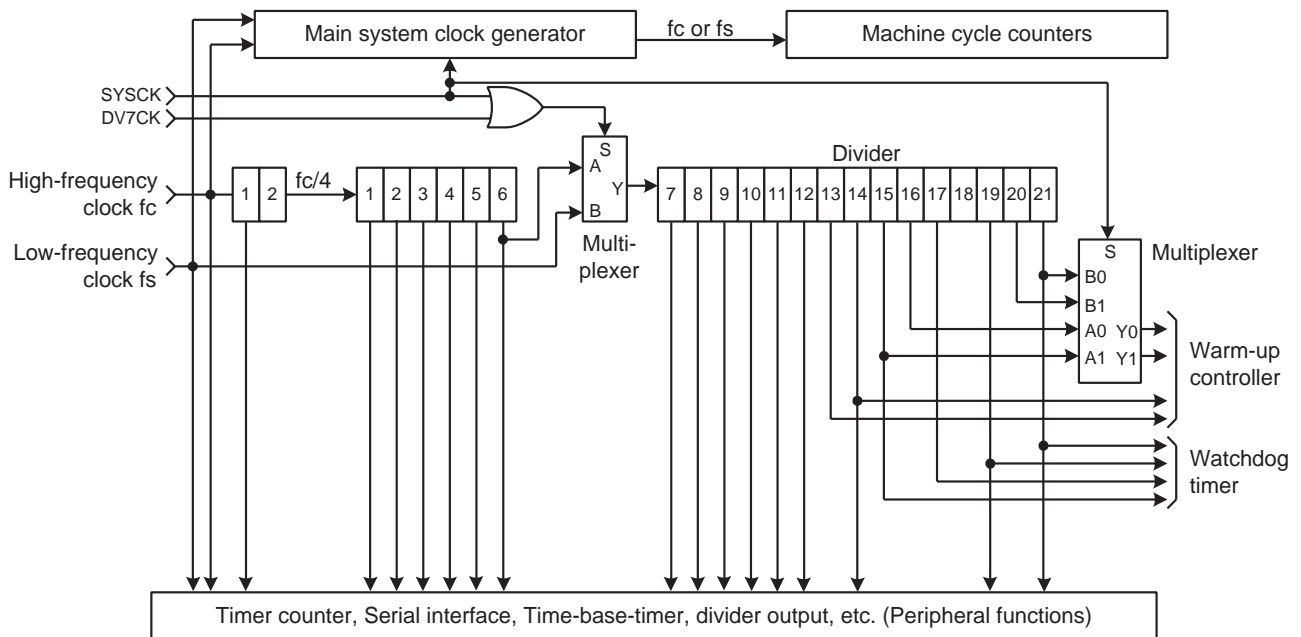 Main system clock generator
fc or fs
Machine cycle counters
SYSCK
DV7CK
S
A
Y
B
Multi-
plexer
High-frequency
clock fc
1 2
fc/4
1 2 3 4 5 6
Divider
7 8 9 10 11 12 13 14 15 16 17 18 19 20 21
Low-frequency
clock fs
S
Multiplexer
B0
B1
A0 Y0
A1 Y1
Warm-up
controller
Watchdog
timer
Timer counter, Serial interface, Time-base-timer, divider output, etc. (Peripheral functions)